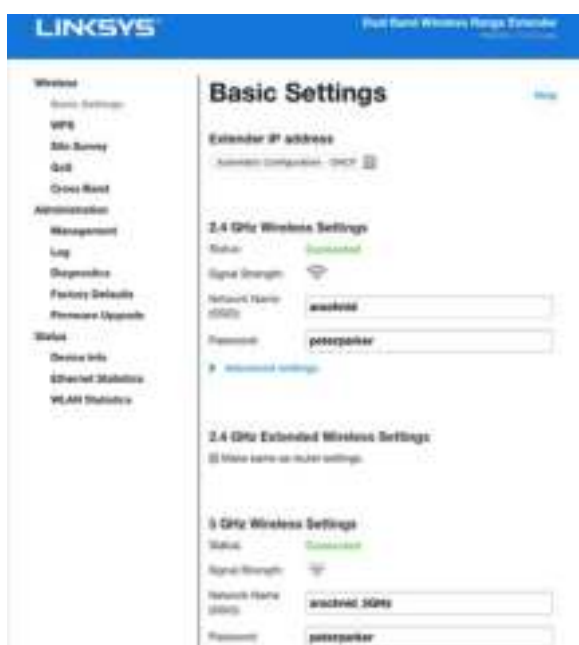 LINKSYS
Dual Band Wireless Range Extender
Wireless
Basic Settings
WPS
Site Survey
QoS
Cross Band
Administration
Management
Log
Diagnostics
Factory Defaults
Firmware Upgrade
Status
Device Info
Ethernet Statistics
WLAN Statistics
Basic Settings
Help
Extender IP address
Automatic Configuration - DHCP
2.4 GHz Wireless Settings
Status: Connected
Signal Strength:
Network Name (SSID): arachnid
Password: peterparker
Advanced settings
2.4 GHz Extended Wireless Settings
Make same as router settings
5 GHz Wireless Settings
Status: Connected
Signal Strength:
Network Name (SSID): arachnid_5GHz
Password: peterparker